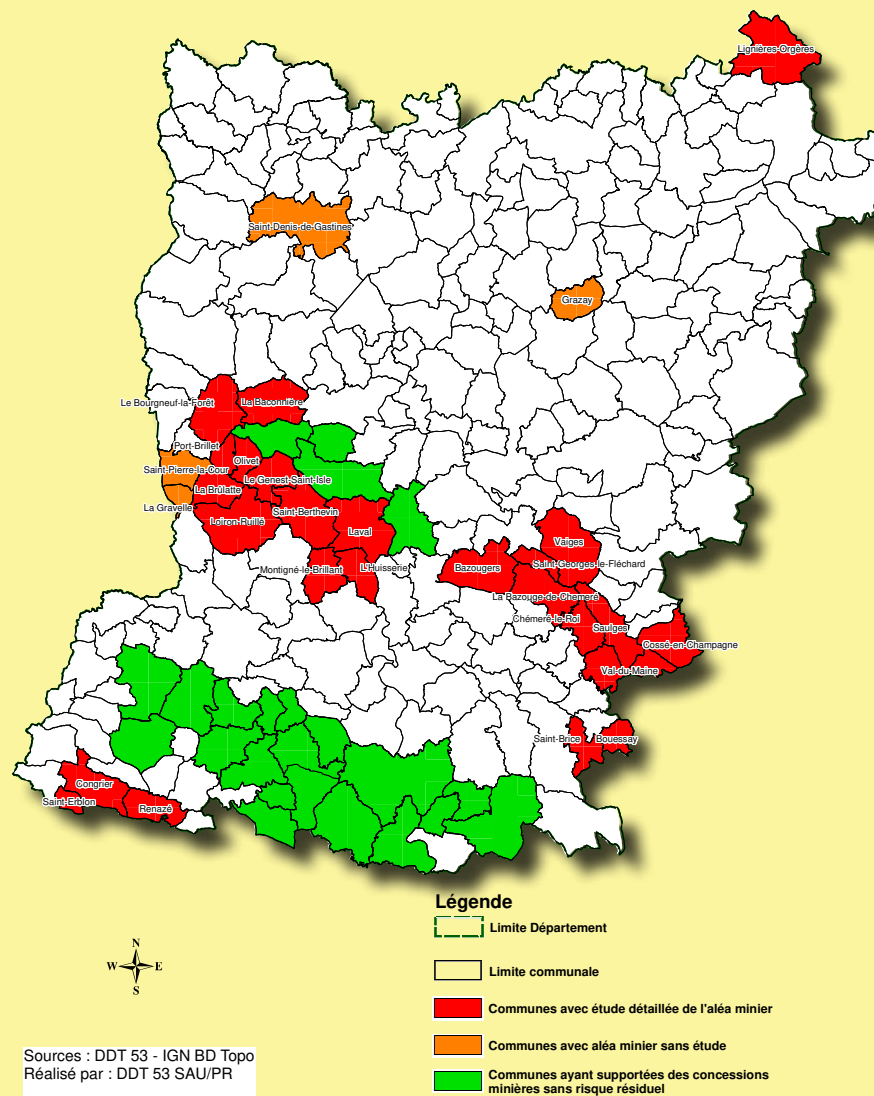 Lignières-Orgères
Saint-Denis-de-Gastines
Grazay
La Baconnière
Le Bourgneuf-la-Forêt
Port-Brillet
Olivet
Saint-Pierre-la-Cour
Le Genest-Saint-Isle
La Brûlatte
La Gravelle
Saint-Berthevin
Loiron-Ruillé
Laval
Vaiges
Saint-Georges-le-Fléchard
Montigné-le-Brillant
L'Huisserie
Bazougers
La Bazouge-de-Chemeré
Chémeré-le-Roi
Saulges
Cossé-en-Champagne
Val-du-Maine
Saint-Brice
Bouessay
Congrier
Saint-Erblon
Renazé
Légende
Limite Département
Limite communale
Communes avec étude détaillée de l'aléa minier
Communes avec aléa minier sans étude
Communes ayant supportées des concessions
minières sans risque résiduel
N
W E
S
Sources : DDT 53 - IGN BD Topo
Réalisé par : DDT 53 SAU/PR